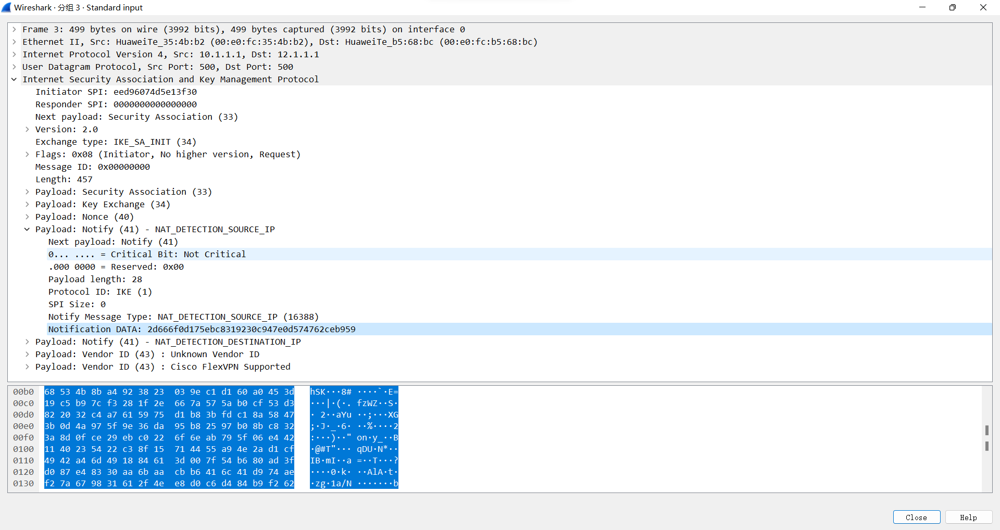 Wireshark · 分组 3 · Standard input
Frame 3: 499 bytes on wire (3992 bits), 499 bytes captured (3992 bits) on interface 0
Ethernet II, Src: HuaweiTe_35:4b:b2 (00:e0:fc:35:4b:b2), Dst: HuaweiTe_b5:68:bc (00:e0:fc:b5:68:bc)
Internet Protocol Version 4, Src: 10.1.1.1, Dst: 12.1.1.1
User Datagram Protocol, Src Port: 500, Dst Port: 500
Internet Security Association and Key Management Protocol
Initiator SPI: eed96074d5e13f30
Responder SPI: 0000000000000000
Next payload: Security Association (33)
Version: 2.0
Exchange type: IKE_SA_INIT (34)
Flags: 0x08 (Initiator, No higher version, Request)
Message ID: 0x00000000
Length: 457
Payload: Security Association (33)
Payload: Key Exchange (34)
Payload: Nonce (40)
Payload: Notify (41) - NAT_DETECTION_SOURCE_IP
Next payload: Notify (41)
0... .... = Critical Bit: Not Critical
.000 0000 = Reserved: 0x00
Payload length: 28
Protocol ID: IKE (1)
SPI Size: 0
Notify Message Type: NAT_DETECTION_SOURCE_IP (16388)
Notification DATA: 2d666f0d175ebc8319230c947e0d574762ceb959
Payload: Notify (41) - NAT_DETECTION_DESTINATION_IP
Payload: Vendor ID (43) : Unknown Vendor ID
Payload: Vendor ID (43) : Cisco FlexVPN Supported
00b0 68 53 4b 8b a4 92 38 23 03 9e c1 d1 60 a0 45 3d hSK···8# ····`·E=
00c0 19 c5 b9 7c f3 28 1f 2e 66 7a 57 5a b0 cf 53 d3 ···|·(·. fzWZ··S·
00d0 82 20 32 c4 a7 61 59 75 d1 b8 3b fd c1 8a 58 47 · 2··aYu ··;···XG
00e0 3b 0d 4a 97 5f 9e 36 da 95 b8 25 97 b0 8b c8 32 ;·J·_·6· ··%····2
00f0 3a 8d 0f ce 29 eb c0 22 6f 6e ab 79 5f 06 e4 42 :···)··" on·y_··B
0100 11 40 23 54 22 c3 8f 15 71 44 55 a9 4e 2a d1 cf ·@#T"··· qDU·N*··
0110 49 42 a4 6d 49 18 84 61 3d 00 7f 54 b6 80 ad 3f IB·mI··a =··T···?
0120 d0 87 e4 83 30 aa 6b aa cb b6 41 6c 41 d9 74 ae ····0·k· ··AlA·t·
0130 f2 7a 67 98 31 61 2f 4e e8 d0 c6 d4 84 b9 f2 62 ·zg·1a/N ·······b
Close Help